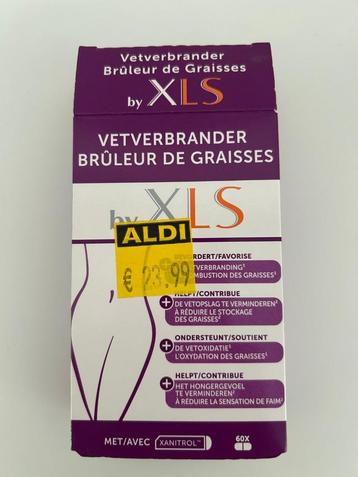 Vetverbrander
Brûleur de Graisses
by XLS
VETVERBRANDER
BRÛLEUR DE GRAISSES
by XLS
ALDI
23.99
/FAVORISE
VETVERBRANDING¹
DES GRAISSES¹
HELPT/CONTRIBUE
DE VETOPSLAG TE VERMINDEREN²
À RÉDUIRE LE STOCKAGE
DES GRAISSES²
ONDERSTEUNT/SOUTIENT
DE VETOXIDATIE¹
L'OXYDATION DES GRAISSES¹
HELPT/CONTRIBUE
HET HONGERGEVOEL
TE VERMINDEREN²
À RÉDUIRE LA SENSATION DE FAIM²
MET/AVEC XANITROL™ 60X